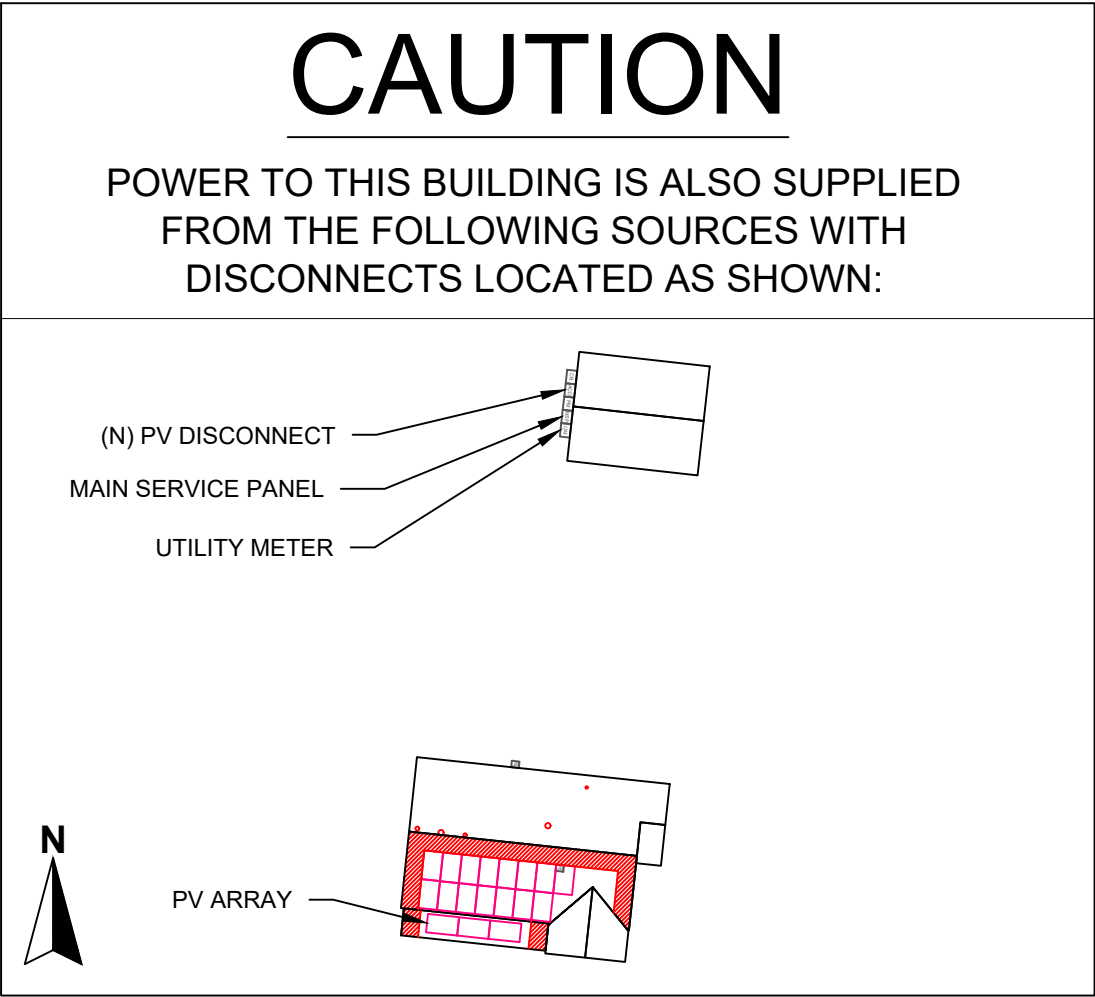 CAUTION
POWER TO THIS BUILDING IS ALSO SUPPLIED
FROM THE FOLLOWING SOURCES WITH
DISCONNECTS LOCATED AS SHOWN:
(N) PV DISCONNECT
MAIN SERVICE PANEL
UTILITY METER
N
PV ARRAY